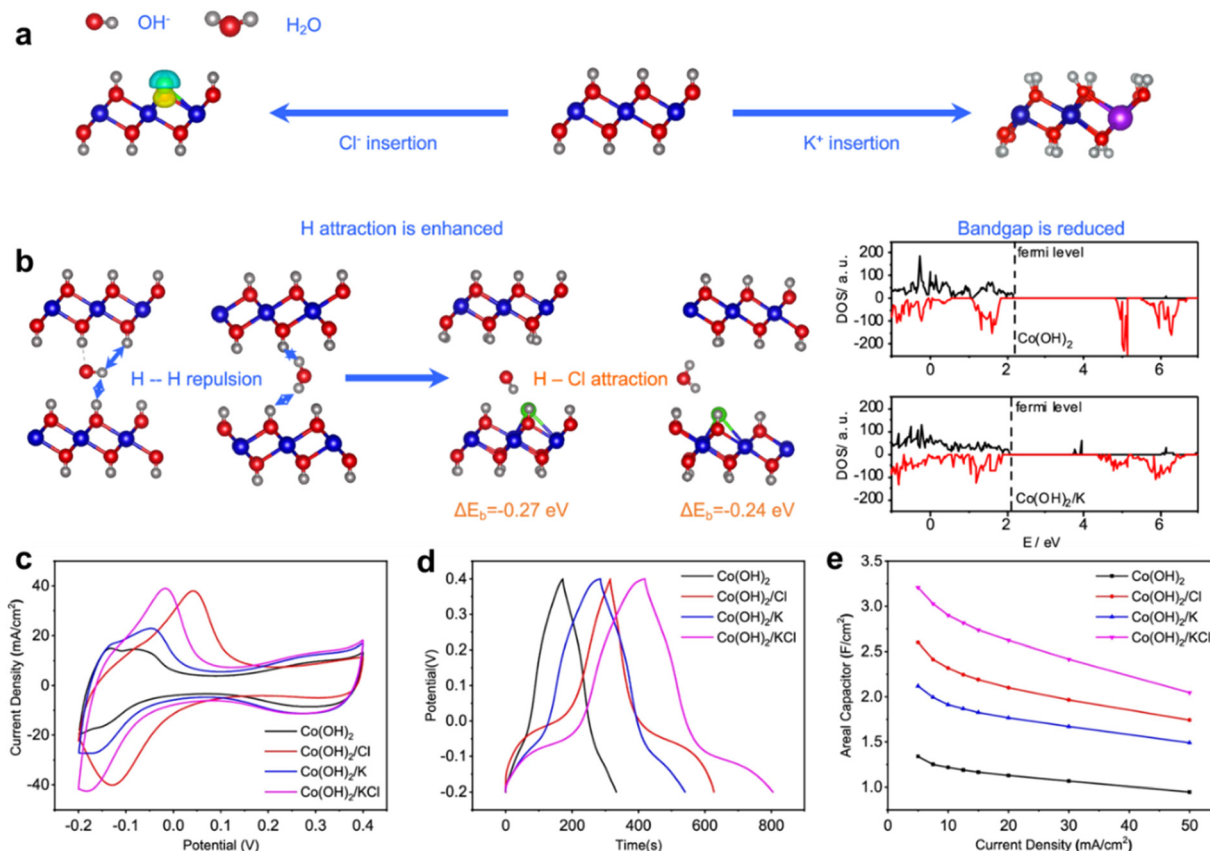 a
OH⁻
H₂O
Cl⁻ insertion
K⁺ insertion
H attraction is enhanced
Bandgap is reduced
b
H -- H repulsion
H – Cl attraction
ΔE_b=-0.27 eV
ΔE_b=-0.24 eV
DOS/ a. u.
200
100
0
-100
-200
fermi level
Co(OH)₂
DOS/ a. u.
200
100
0
-100
-200
fermi level
Co(OH)₂/K
0
2
4
6
E / eV
c
Current Density (mA/cm²)
40
20
0
-20
-40
Co(OH)₂
Co(OH)₂/Cl
Co(OH)₂/K
Co(OH)₂/KCl
-0.2
-0.1
0.0
0.1
0.2
0.3
0.4
Potential (V)
d
Potential(V)
0.4
0.3
0.2
0.1
0.0
-0.1
-0.2
Co(OH)₂
Co(OH)₂/Cl
Co(OH)₂/K
Co(OH)₂/KCl
0
200
400
600
800
Time(s)
e
Areal Capacitor (F/cm²)
3.5
3.0
2.5
2.0
1.5
1.0
Co(OH)₂
Co(OH)₂/Cl
Co(OH)₂/K
Co(OH)₂/KCl
0
10
20
30
40
50
Current Density (mA/cm²)